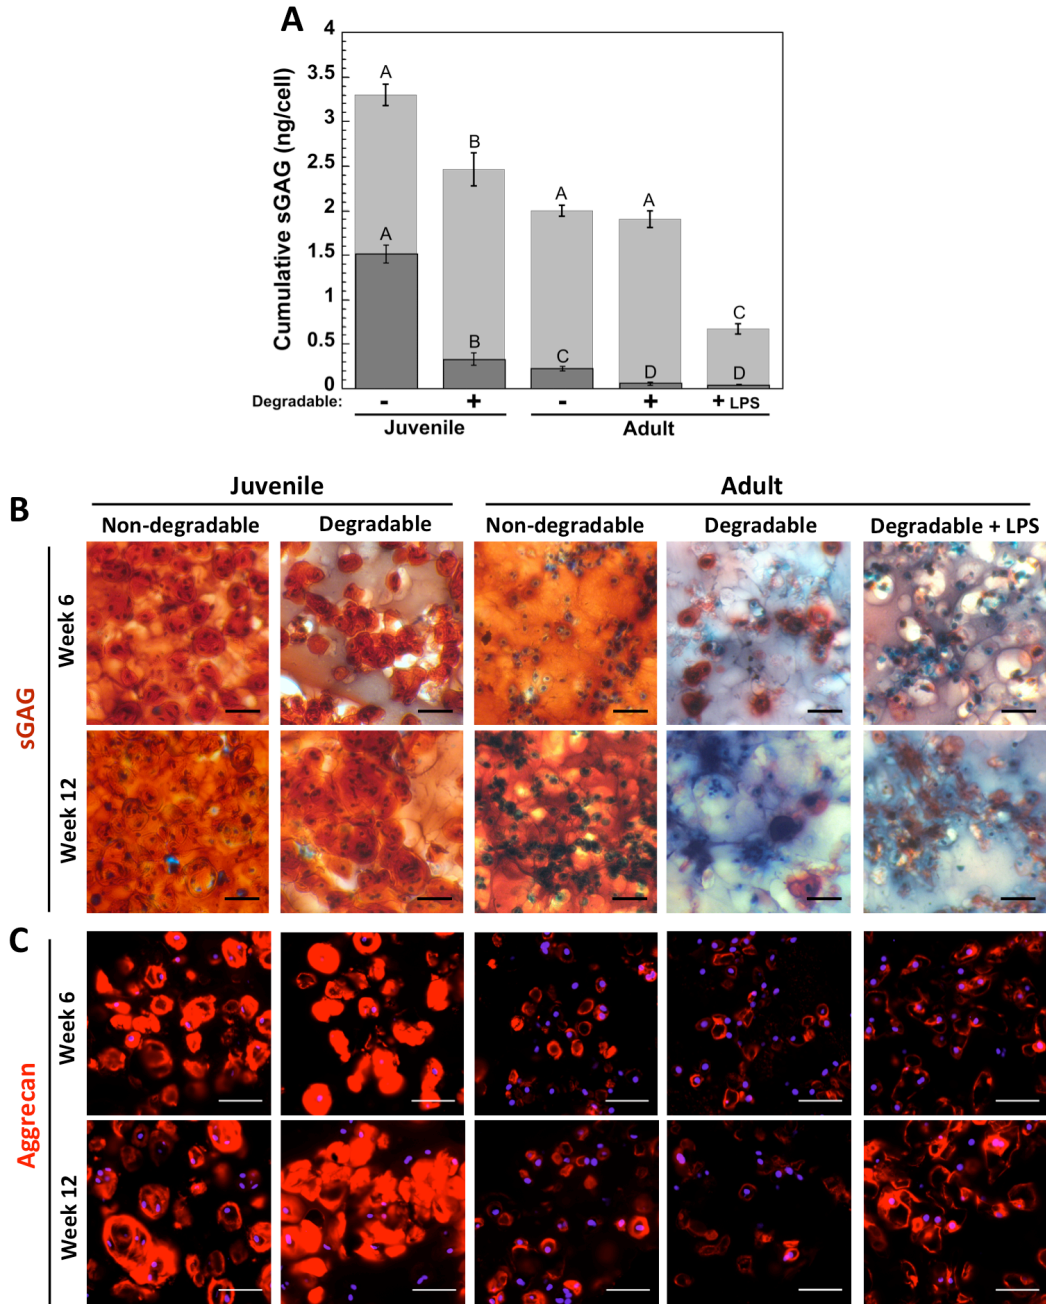 A
Cumulative sGAG (ng/cell)
4
3.5
3
2.5
2
1.5
1
0.5
0
A
A
B
B
A
C
A
D
C
D
Degradable: - + - + + LPS
Juvenile Adult
B
Juvenile Adult
Non-degradable Degradable Non-degradable Degradable Degradable + LPS
sGAG
Week 6
Week 12
C
Aggrecan
Week 6
Week 12